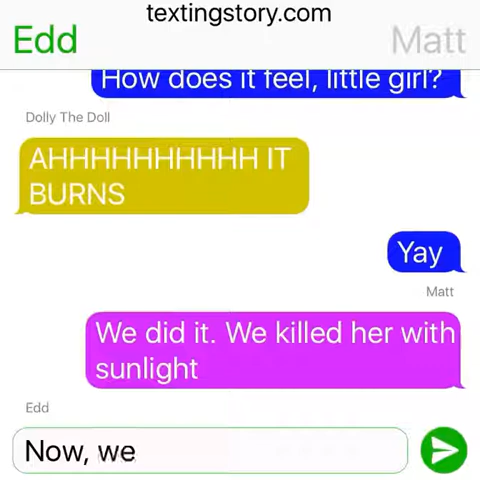 textingstory.com
Edd
Matt
How does it feel, little girl?
Dolly The Doll
AHHHHHHHHHH IT
BURNS
Yay
Matt
We did it. We killed her with
sunlight
Edd
Now, we